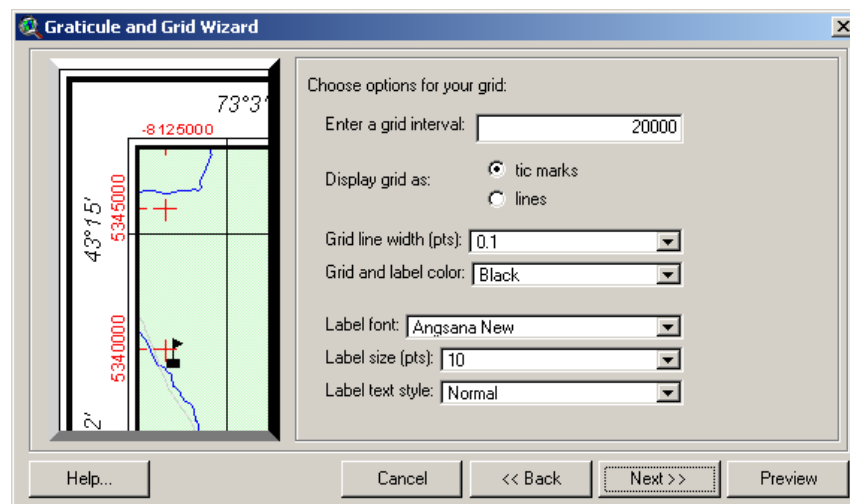 Graticule and Grid Wizard
73°3'
-8125000
43°15'
5345000
5340000
2'
Choose options for your grid:
Enter a grid interval: 20000
Display grid as: tic marks
lines
Grid line width (pts): 0.1
Grid and label color: Black
Label font: Angsana New
Label size (pts): 10
Label text style: Normal
Help... Cancel << Back Next >> Preview